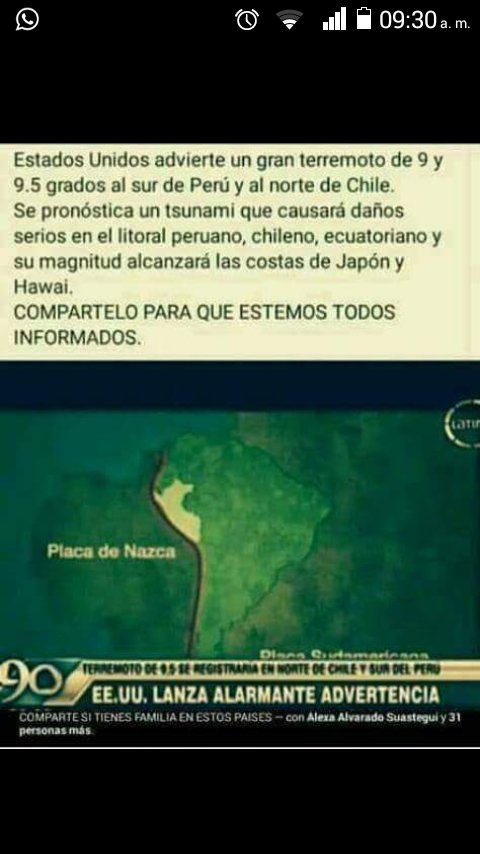 09:30 a. m.
Estados Unidos advierte un gran terremoto de 9 y
9.5 grados al sur de Perú y al norte de Chile.
Se pronóstica un tsunami que causará daños
serios en el litoral peruano, chileno, ecuatoriano y
su magnitud alcanzará las costas de Japón y
Hawai.
COMPARTELO PARA QUE ESTEMOS TODOS
INFORMADOS.
LATIN
Placa de Nazca
Placa Sudamericana
90
TERREMOTO DE 9.5 SE REGISTRARIA EN NORTE DE CHILE Y SUR DEL PERÚ
EE.UU. LANZA ALARMANTE ADVERTENCIA
COMPARTE SI TIENES FAMILIA EN ESTOS PAISES — con Alexa Alvarado Suastegui y 31
personas más.